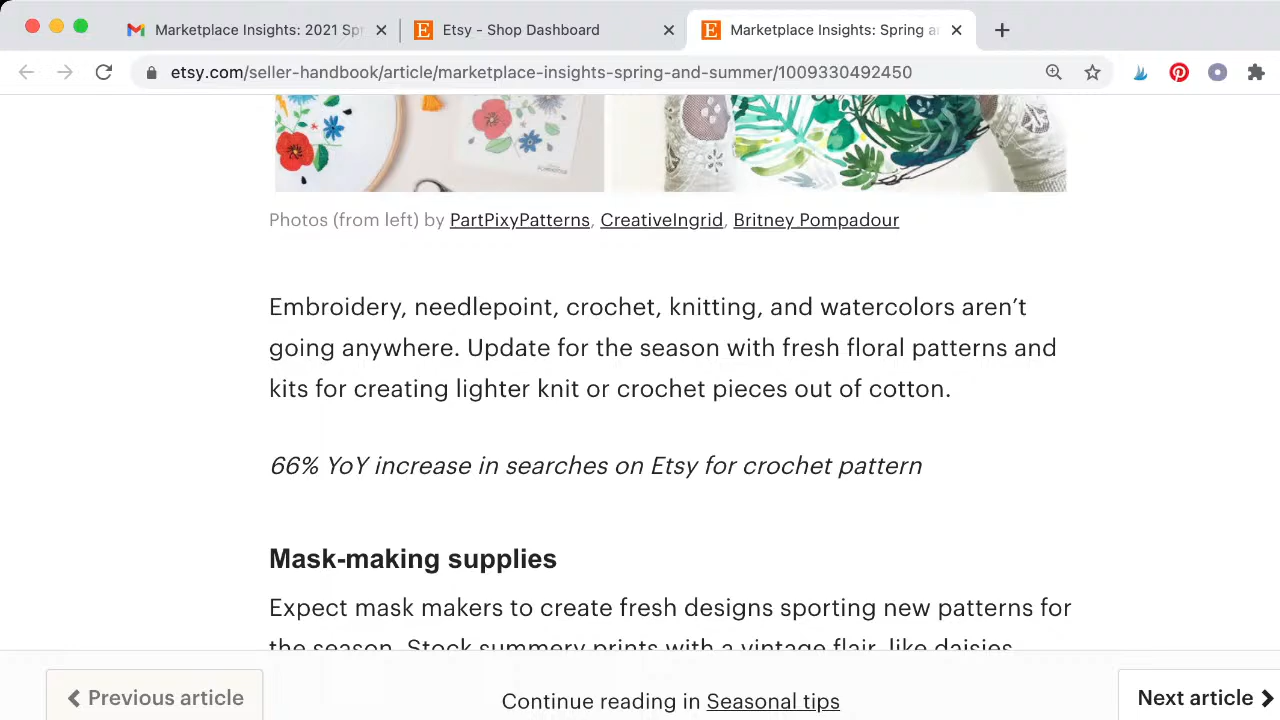 Marketplace Insights: 2021 Spr
Etsy - Shop Dashboard
Marketplace Insights: Spring a
etsy.com/seller-handbook/article/marketplace-insights-spring-and-summer/1009330492450
Photos (from left) by PartPixyPatterns, CreativeIngrid, Britney Pompadour
Embroidery, needlepoint, crochet, knitting, and watercolors aren’t
going anywhere. Update for the season with fresh floral patterns and
kits for creating lighter knit or crochet pieces out of cotton.
66% YoY increase in searches on Etsy for crochet pattern
Mask-making supplies
Expect mask makers to create fresh designs sporting new patterns for
the season. Stock summery prints with a vintage flair, like daisies
Previous article
Continue reading in Seasonal tips
Next article